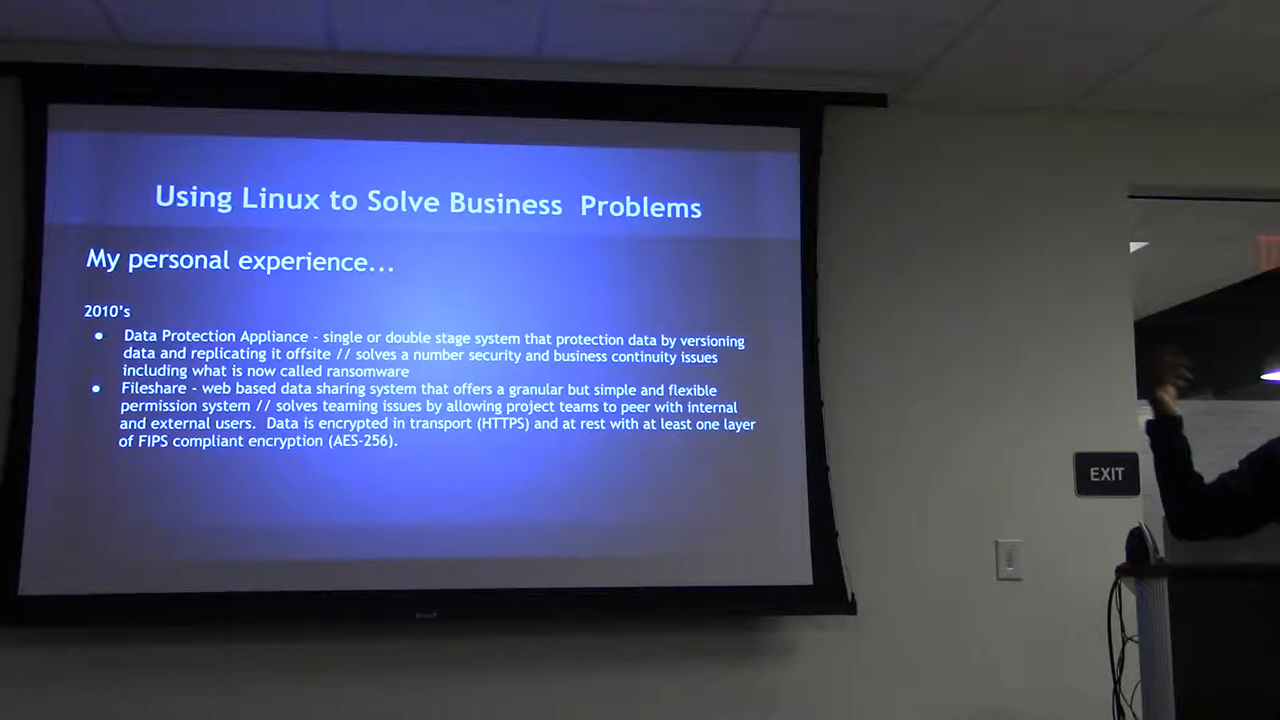 Using Linux to Solve Business  Problems
My personal experience...
2010's
● Data Protection Appliance - single or double stage system that protection data by versioning
data and replicating it offsite // solves a number security and business continuity issues
including what is now called ransomware
● Fileshare - web based data sharing system that offers a granular but simple and flexible
permission system // solves teaming issues by allowing project teams to peer with internal
and external users.  Data is encrypted in transport (HTTPS) and at rest with at least one layer
of FIPS compliant encryption (AES-256).
EXIT